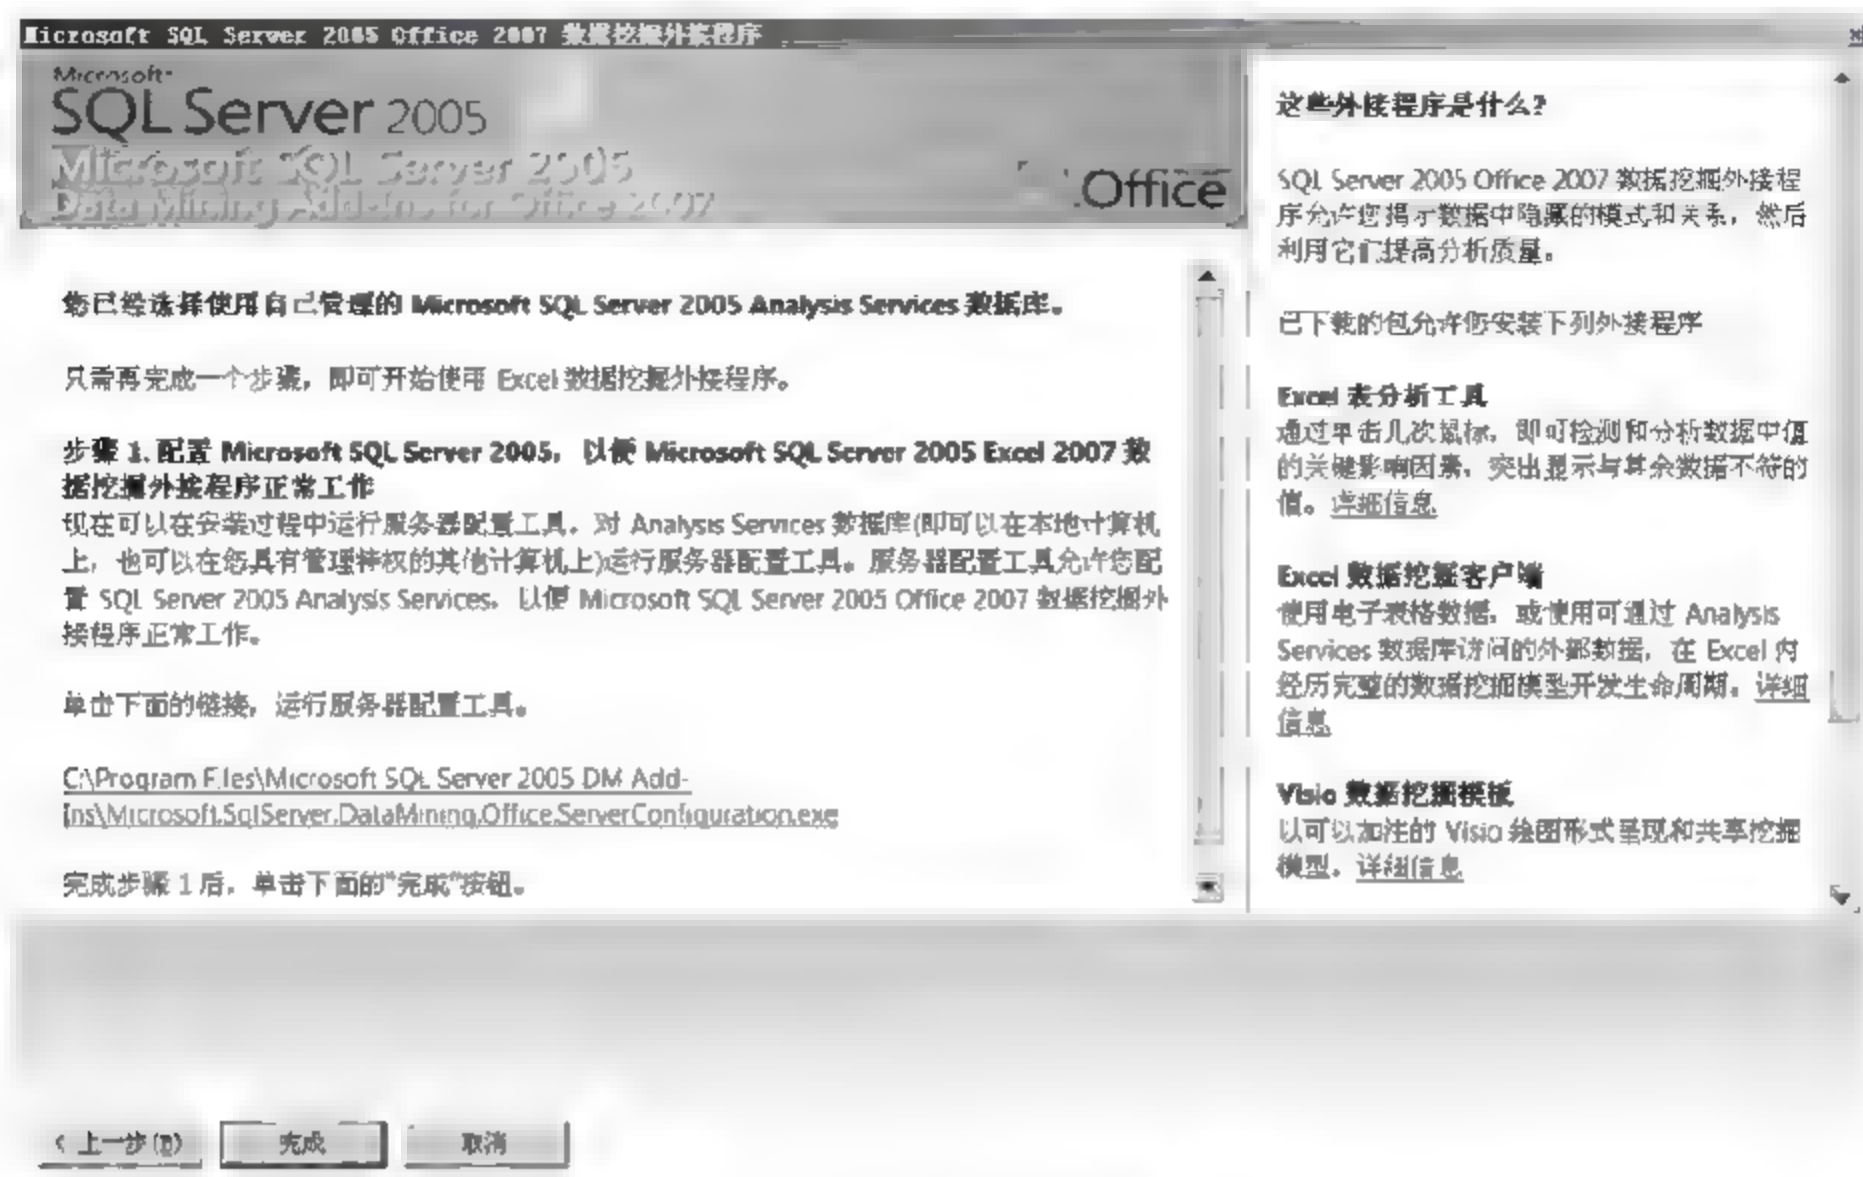 Microsoft SQL Server 2005 Office 2007 数据挖掘外接程序
Microsoft
SQL Server 2005
Microsoft SQL Server 2005
Data Mining Add-ins for Office 2007
Office
您已经选择使用自己管理的 Microsoft SQL Server 2005 Analysis Services 数据库。
只需再完成一个步骤，即可开始使用 Excel 数据挖掘外接程序。
步骤 1. 配置 Microsoft SQL Server 2005，以便 Microsoft SQL Server 2005 Excel 2007 数
据挖掘外接程序正常工作
现在可以在安装过程中运行服务器配置工具。对 Analysis Services 数据库(即可以在本地计算机
上，也可以在您具有管理特权的其他计算机上)运行服务器配置工具。服务器配置工具允许您配
置 SQL Server 2005 Analysis Services，以便 Microsoft SQL Server 2005 Office 2007 数据挖掘外
接程序正常工作。
单击下面的链接，运行服务器配置工具。
C:\Program Files\Microsoft SQL Server 2005 DM Add-
Ins\Microsoft.SqlServer.DataMining.Office.ServerConfiguration.exe
完成步骤 1 后，单击下面的"完成"按钮。
这些外接程序是什么?
SQL Server 2005 Office 2007 数据挖掘外接程
序允许您揭示数据中隐藏的模式和关系，然后
利用它们提高分析质量。
已下载的包允许您安装下列外接程序
Excel 表分析工具
通过单击几次鼠标，即可检测和分析数据中值
的关键影响因素，突出显示与其余数据不符的
值。详细信息
Excel 数据挖掘客户端
使用电子表格数据，或使用可通过 Analysis
Services 数据库访问的外部数据，在 Excel 内
经历完整的数据挖掘模型开发生命周期。详细
信息
Visio 数据挖掘模板
以可以加注的 Visio 绘图形式呈现和共享挖掘
模型。详细信息
< 上一步(B)
完成
取消